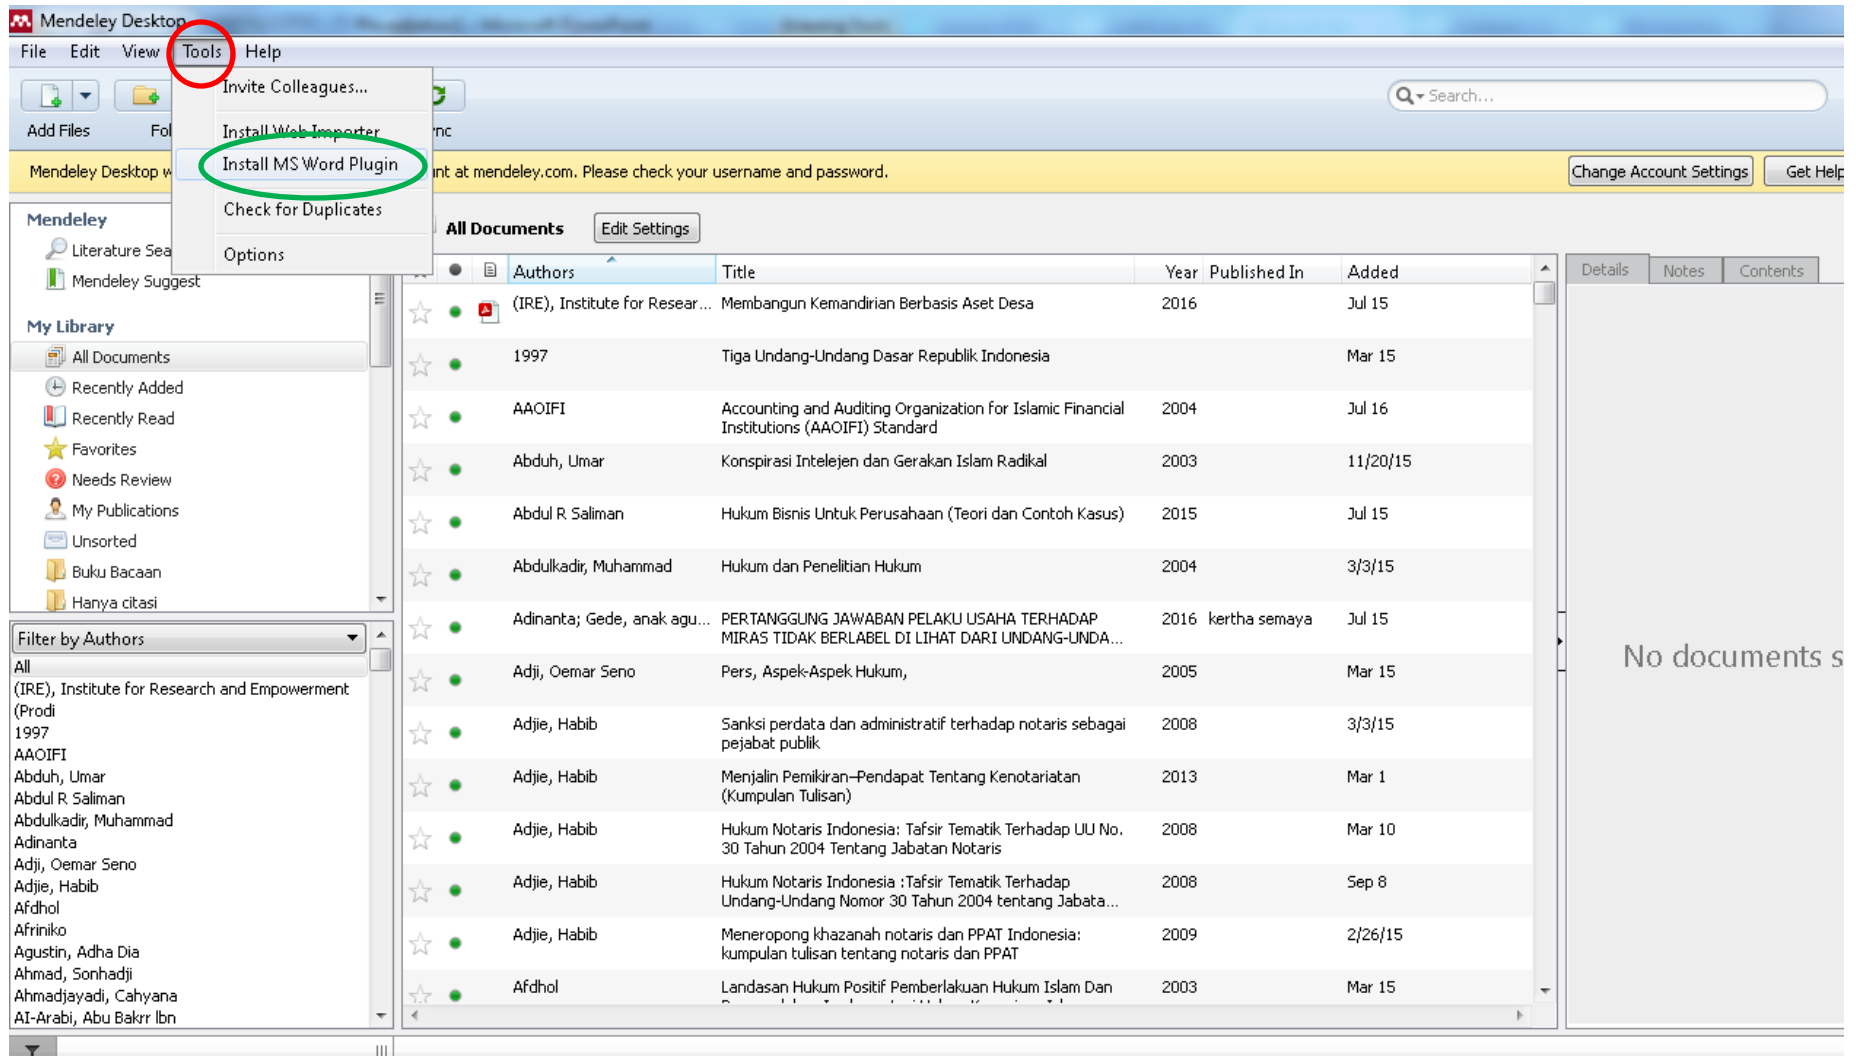 Mendeley Desktop
File Edit View Tools Help
Invite Colleagues...
Install Web Importer
Install MS Word Plugin
Check for Duplicates
Options
Search...
Add Files
Mendeley Desktop
nt at mendeley.com. Please check your username and password.
Change Account Settings
Get Help
Mendeley
Literature Sea
Mendeley Suggest
My Library
All Documents
Recently Added
Recently Read
Favorites
Needs Review
My Publications
Unsorted
Buku Bacaan
Hanya citasi
Filter by Authors
All
(IRE), Institute for Research and Empowerment
(Prodi
1997
AAOIFI
Abduh, Umar
Abdul R Saliman
Abdulkadir, Muhammad
Adinanta
Adji, Oemar Seno
Adjie, Habib
Afdhol
Afriniko
Agustin, Adha Dia
Ahmad, Sonhadji
Ahmadjayadi, Cahyana
Al-Arabi, Abu Bakrr Ibn
All Documents Edit Settings
Authors Title Year Published In Added
(IRE), Institute for Resear... Membangun Kemandirian Berbasis Aset Desa 2016 Jul 15
1997 Tiga Undang-Undang Dasar Republik Indonesia Mar 15
AAOIFI Accounting and Auditing Organization for Islamic Financial 2004 Jul 16
Institutions (AAOIFI) Standard
Abduh, Umar Konspirasi Intelejen dan Gerakan Islam Radikal 2003 11/20/15
Abdul R Saliman Hukum Bisnis Untuk Perusahaan (Teori dan Contoh Kasus) 2015 Jul 15
Abdulkadir, Muhammad Hukum dan Penelitian Hukum 2004 3/3/15
Adinanta; Gede, anak agu... PERTANGGUNG JAWABAN PELAKU USAHA TERHADAP 2016 kertha semaya Jul 15
MIRAS TIDAK BERLABEL DI LIHAT DARI UNDANG-UNDA...
Adji, Oemar Seno Pers, Aspek-Aspek Hukum, 2005 Mar 15
Adjie, Habib Sanksi perdata dan administratif terhadap notaris sebagai 2008 3/3/15
pejabat publik
Adjie, Habib Menjalin Pemikiran–Pendapat Tentang Kenotariatan 2013 Mar 1
(Kumpulan Tulisan)
Adjie, Habib Hukum Notaris Indonesia: Tafsir Tematik Terhadap UU No. 2008 Mar 10
30 Tahun 2004 Tentang Jabatan Notaris
Adjie, Habib Hukum Notaris Indonesia :Tafsir Tematik Terhadap 2008 Sep 8
Undang-Undang Nomor 30 Tahun 2004 tentang Jabata...
Adjie, Habib Meneropong khazanah notaris dan PPAT Indonesia: 2009 2/26/15
kumpulan tulisan tentang notaris dan PPAT
Afdhol Landasan Hukum Positif Pemberlakuan Hukum Islam Dan 2003 Mar 15
Details Notes Contents
No documents s